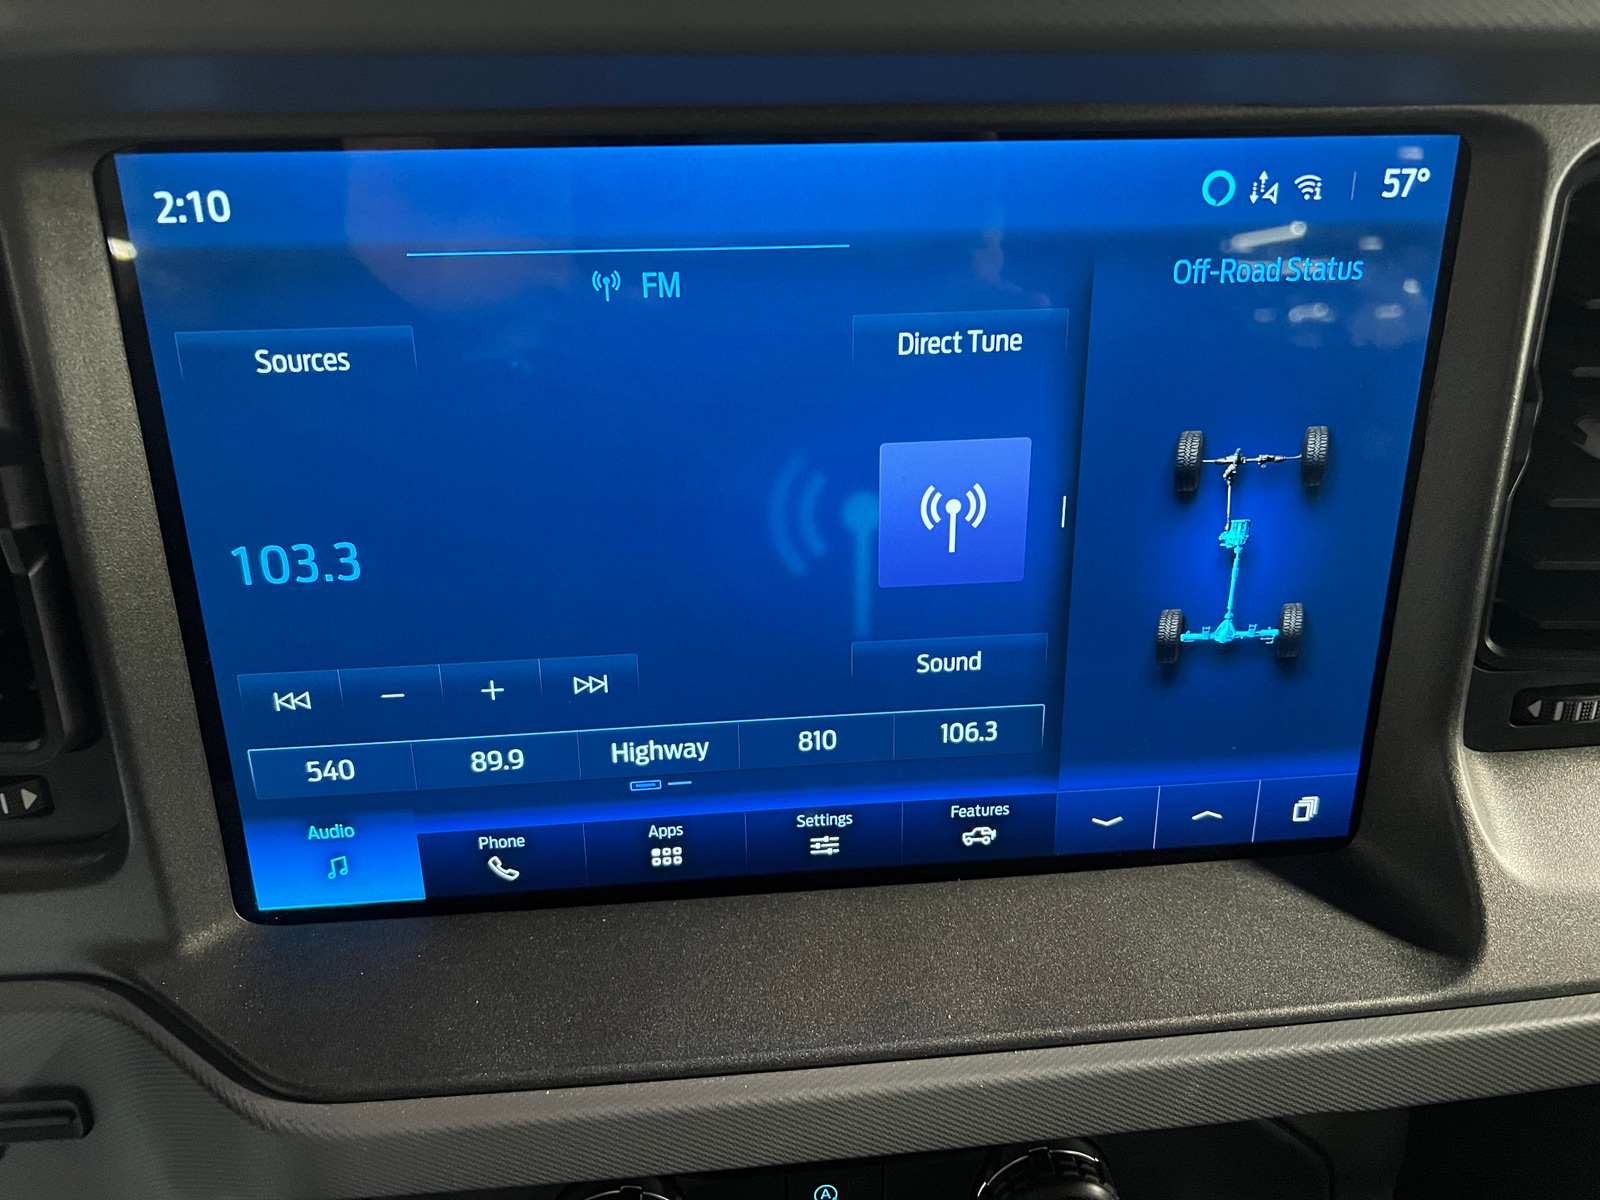 2:10
57°
FM
Off-Road Status
Sources
Direct Tune
103.3
Sound
540
89.9
Highway
810
106.3
Audio
Phone
Apps
Settings
Features
A